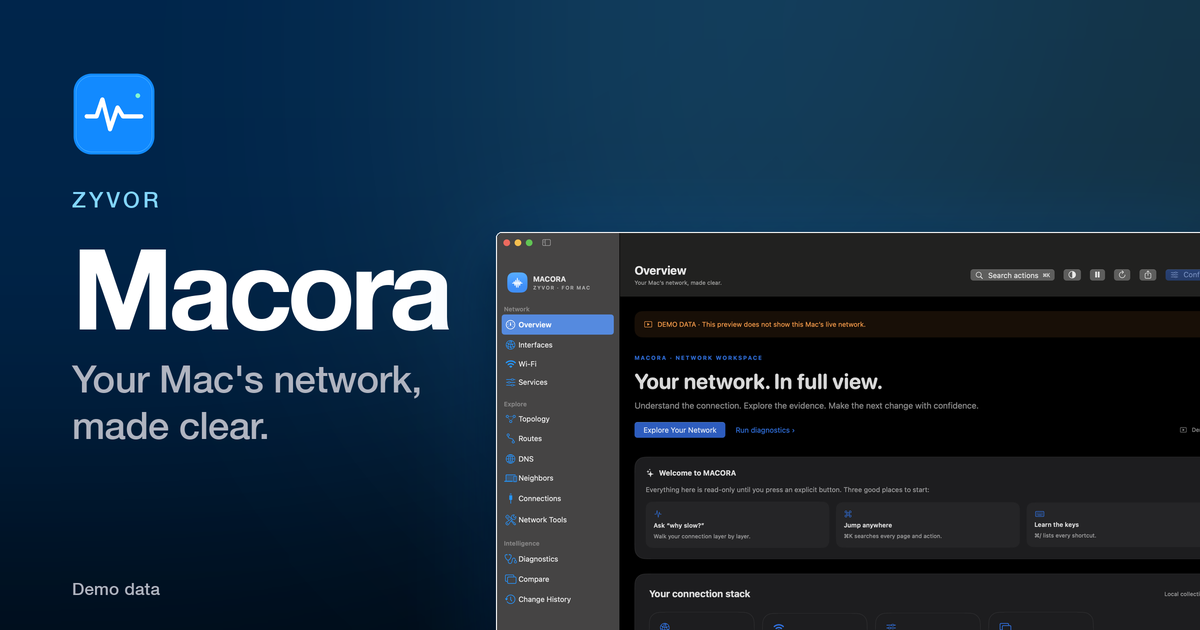 ZYVOR
Macora
Your Mac's network,
made clear.
Demo data
MACORA
ZYVOR · FOR MAC
Network
Overview
Interfaces
Wi-Fi
Services
Explore
Topology
Routes
DNS
Neighbors
Connections
Network Tools
Intelligence
Diagnostics
Compare
Change History
Overview
Your Mac's network, made clear.
Search actions ⌘K
DEMO DATA · This preview does not show this Mac's live network.
MACORA · NETWORK WORKSPACE
Your network. In full view.
Understand the connection. Explore the evidence. Make the next change with confidence.
Explore Your Network
Run diagnostics ›
Welcome to MACORA
Everything here is read-only until you press an explicit button. Three good places to start:
Ask “why slow?”
Walk your connection layer by layer.
Jump anywhere
⌘K searches every page and action.
Learn the keys
⌘/ lists every shortcut.
Your connection stack
Local